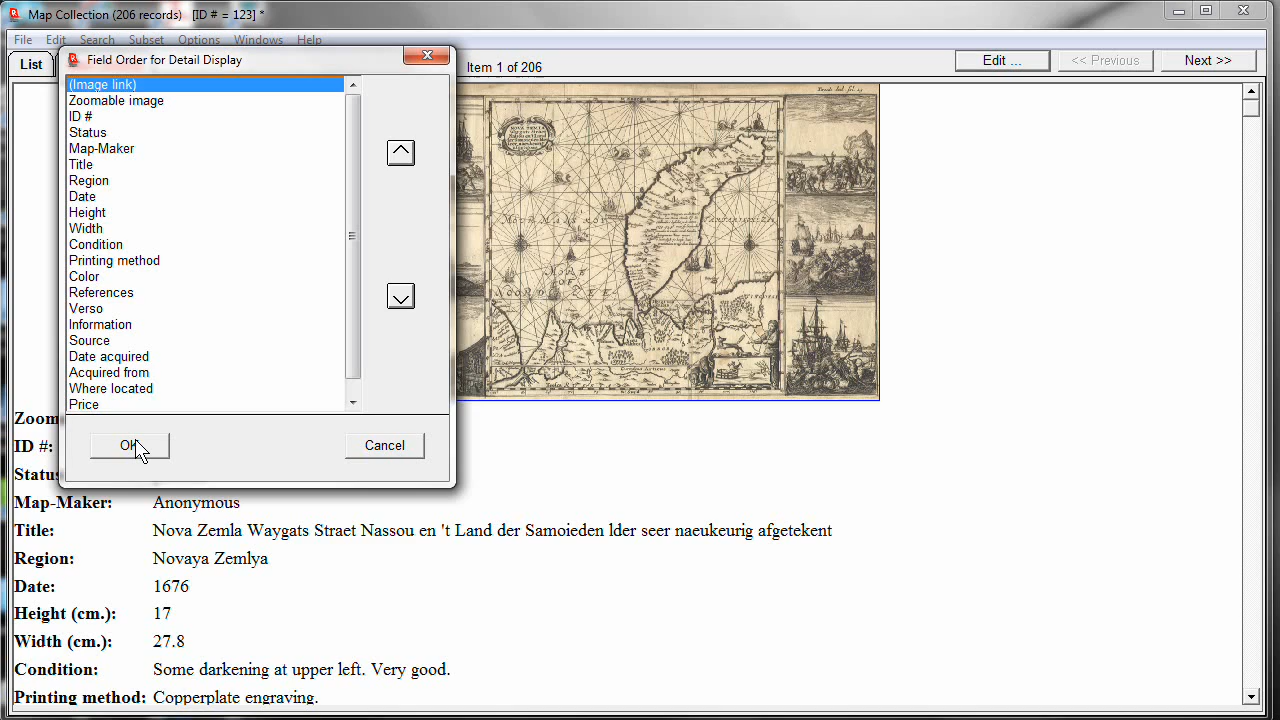 Map Collection (206 records) [ID # = 123] *
File Edit Search Subset Options Windows Help
Field Order for Detail Display
List
Item 1 of 206
Edit ...
<< Previous
Next >>
(Image link)
Zoomable image
ID #
Status
Map-Maker
Title
Region
Date
Height
Width
Condition
Printing method
Color
References
Verso
Information
Source
Date acquired
Acquired from
Where located
Price
OK
Cancel
Zoom
ID #:
Status
Map-Maker: Anonymous
Title: Nova Zemla Waygats Straet Nassou en 't Land der Samoieden lder seer naeukeurig afgetekent
Region: Novaya Zemlya
Date: 1676
Height (cm.): 17
Width (cm.): 27.8
Condition: Some darkening at upper left. Very good.
Printing method: Copperplate engraving.